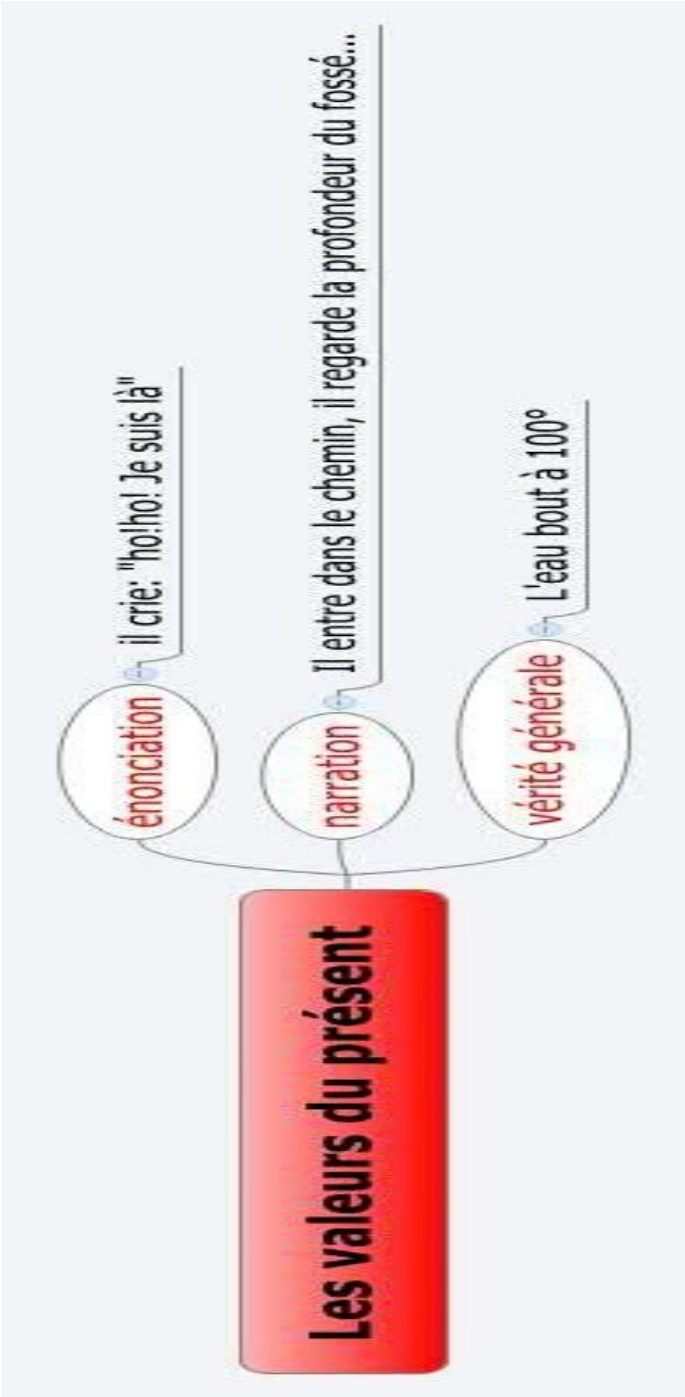 Les valeurs du présent
énonciation
il crie: "ho!ho! Je suis là"
narration
Il entre dans le chemin, il regarde la profondeur du fossé...
vérité générale
L'eau bout à 100°